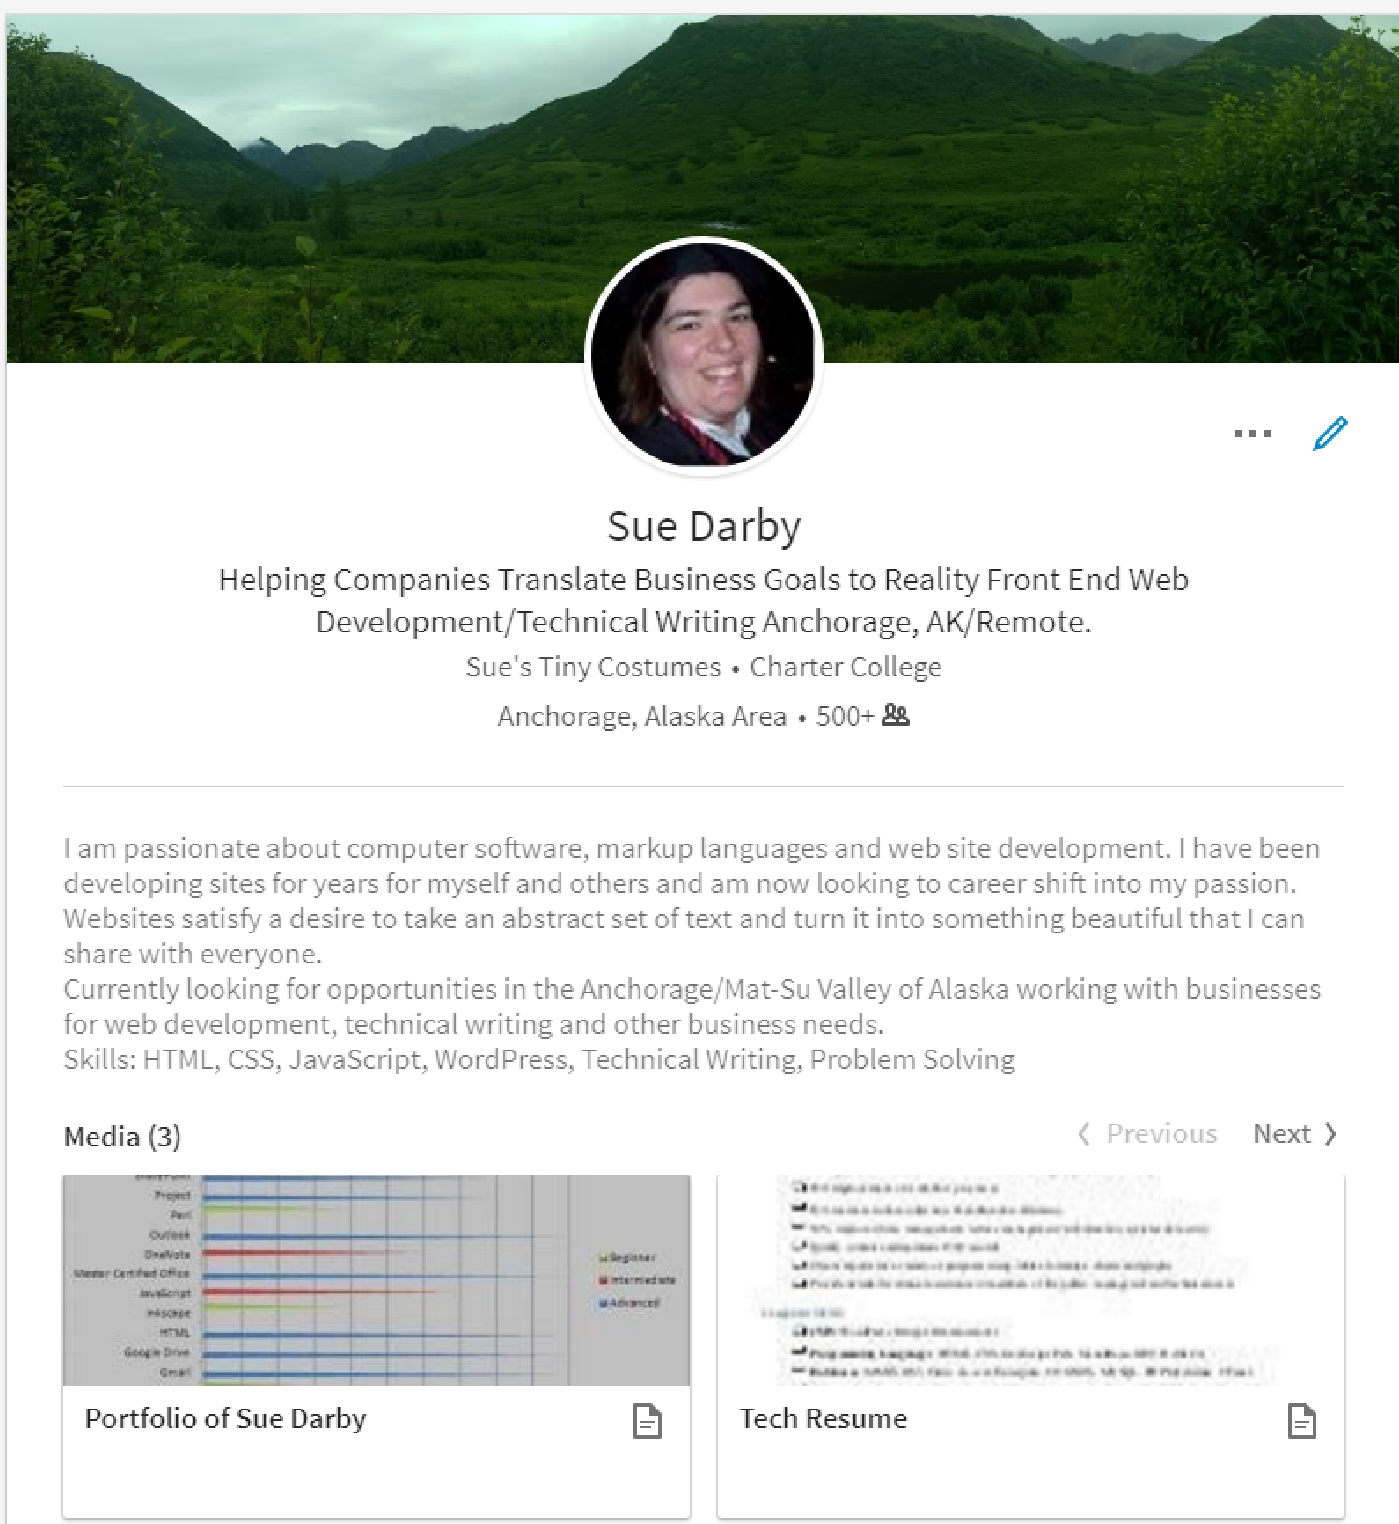 Sue Darby
Helping Companies Translate Business Goals to Reality Front End Web
Development/Technical Writing Anchorage, AK/Remote.
Sue's Tiny Costumes • Charter College
Anchorage, Alaska Area • 500+
I am passionate about computer software, markup languages and web site development. I have been
developing sites for years for myself and others and am now looking to career shift into my passion.
Websites satisfy a desire to take an abstract set of text and turn it into something beautiful that I can
share with everyone.
Currently looking for opportunities in the Anchorage/Mat-Su Valley of Alaska working with businesses
for web development, technical writing and other business needs.
Skills: HTML, CSS, JavaScript, WordPress, Technical Writing, Problem Solving
Media (3)
Previous Next
Project
Perl
Outlook
OneNote
Master Certified Office
JavaScript
Inkscape
HTML
Google Drive
Gmail
Beginner
Intermediate
Advanced
Portfolio of Sue Darby
Tech Resume